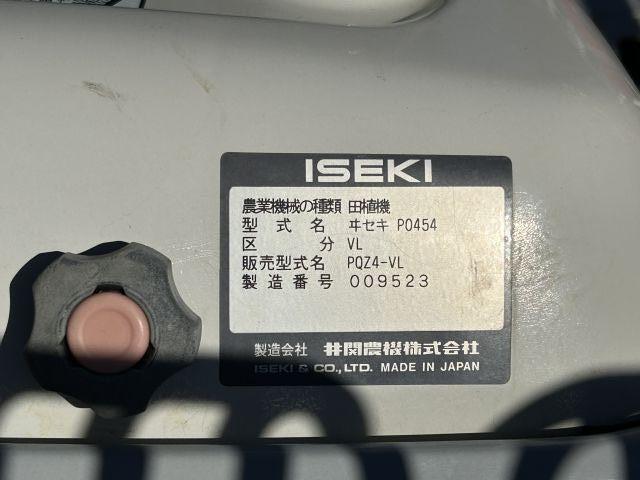 ISEKI
農業機械の種類 田植機
型式名 ヰセキ P0454
区分 VL
販売型式名 PQZ4-VL
製造番号 009523
製造会社 井関農機株式会社
ISEKI & CO., LTD. MADE IN JAPAN